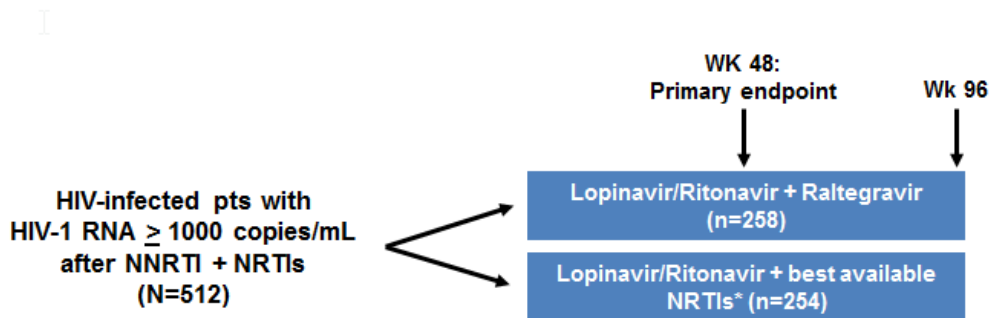 WK 48:
Primary endpoint
Wk 96
HIV-infected pts with
HIV-1 RNA ≥ 1000 copies/mL
after NNRTI + NRTIs
(N=512)
Lopinavir/Ritonavir + Raltegravir
(n=258)
Lopinavir/Ritonavir + best available
NRTIs* (n=254)